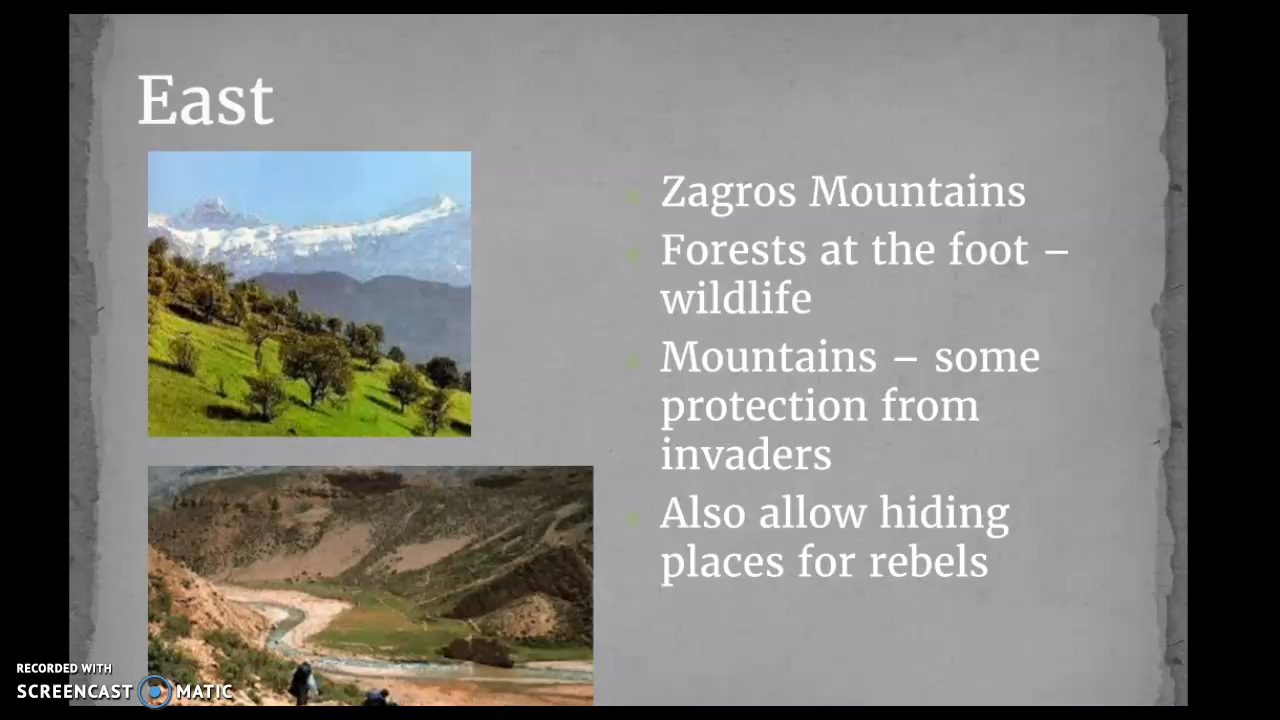 East
Zagros Mountains
Forests at the foot –
wildlife
Mountains – some
protection from
invaders
Also allow hiding
places for rebels
RECORDED WITH
SCREENCAST MATIC